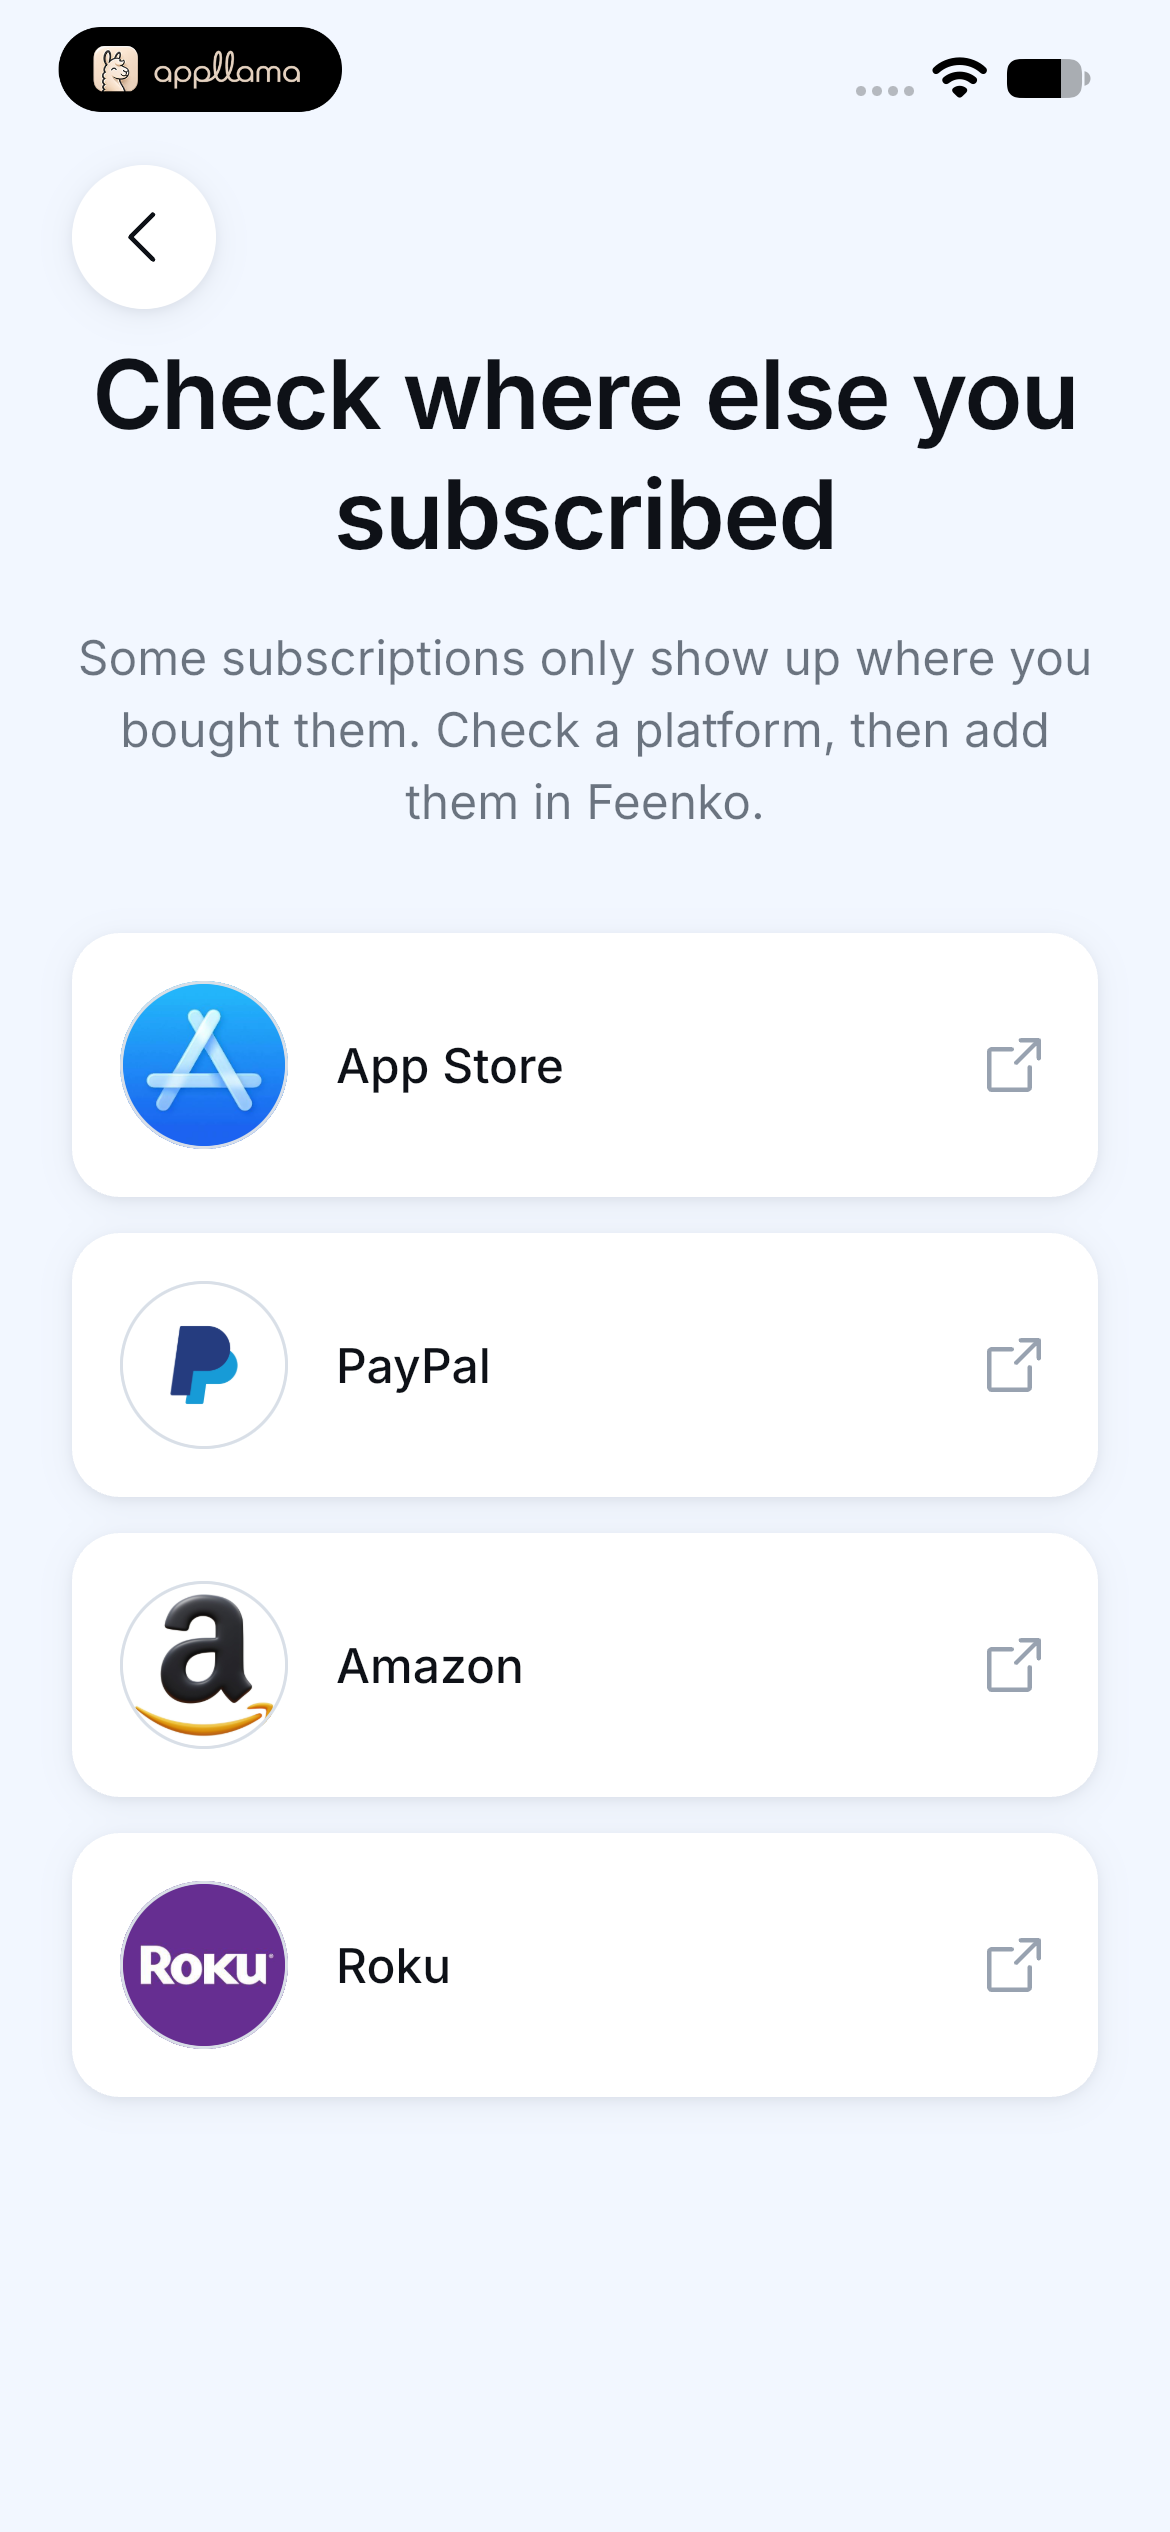 appllama
Check where else you
subscribed
Some subscriptions only show up where you
bought them. Check a platform, then add
them in Feenko.
App Store
PayPal
a
Amazon
ROKU
Roku